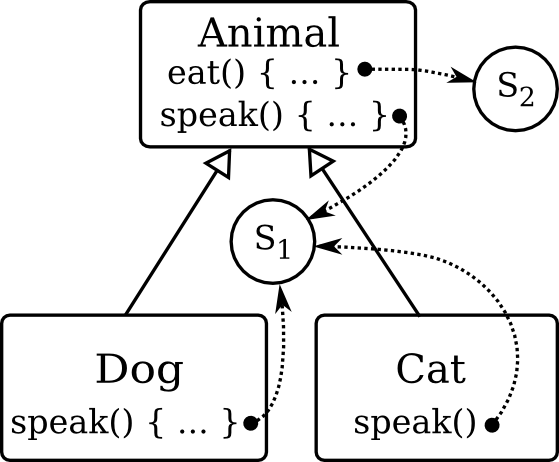 Animal
eat() { ... }
speak() { ... }
S2
S1
Dog
speak() { ... }
Cat
speak()